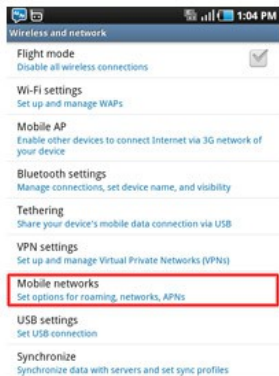 1:04 PM
Wireless and network
Flight mode
Disable all wireless connections
Wi-Fi settings
Set up and manage WAPs
Mobile AP
Enable other devices to connect Internet via 3G network of
your device
Bluetooth settings
Manage connections, set device name, and visibility
Tethering
Share your device's mobile data connection via USB
VPN settings
Set up and manage Virtual Private Networks (VPNs)
Mobile networks
Set options for roaming, networks, APNs
USB settings
Set USB connection
Synchronize
Synchronize data with servers and set sync profiles